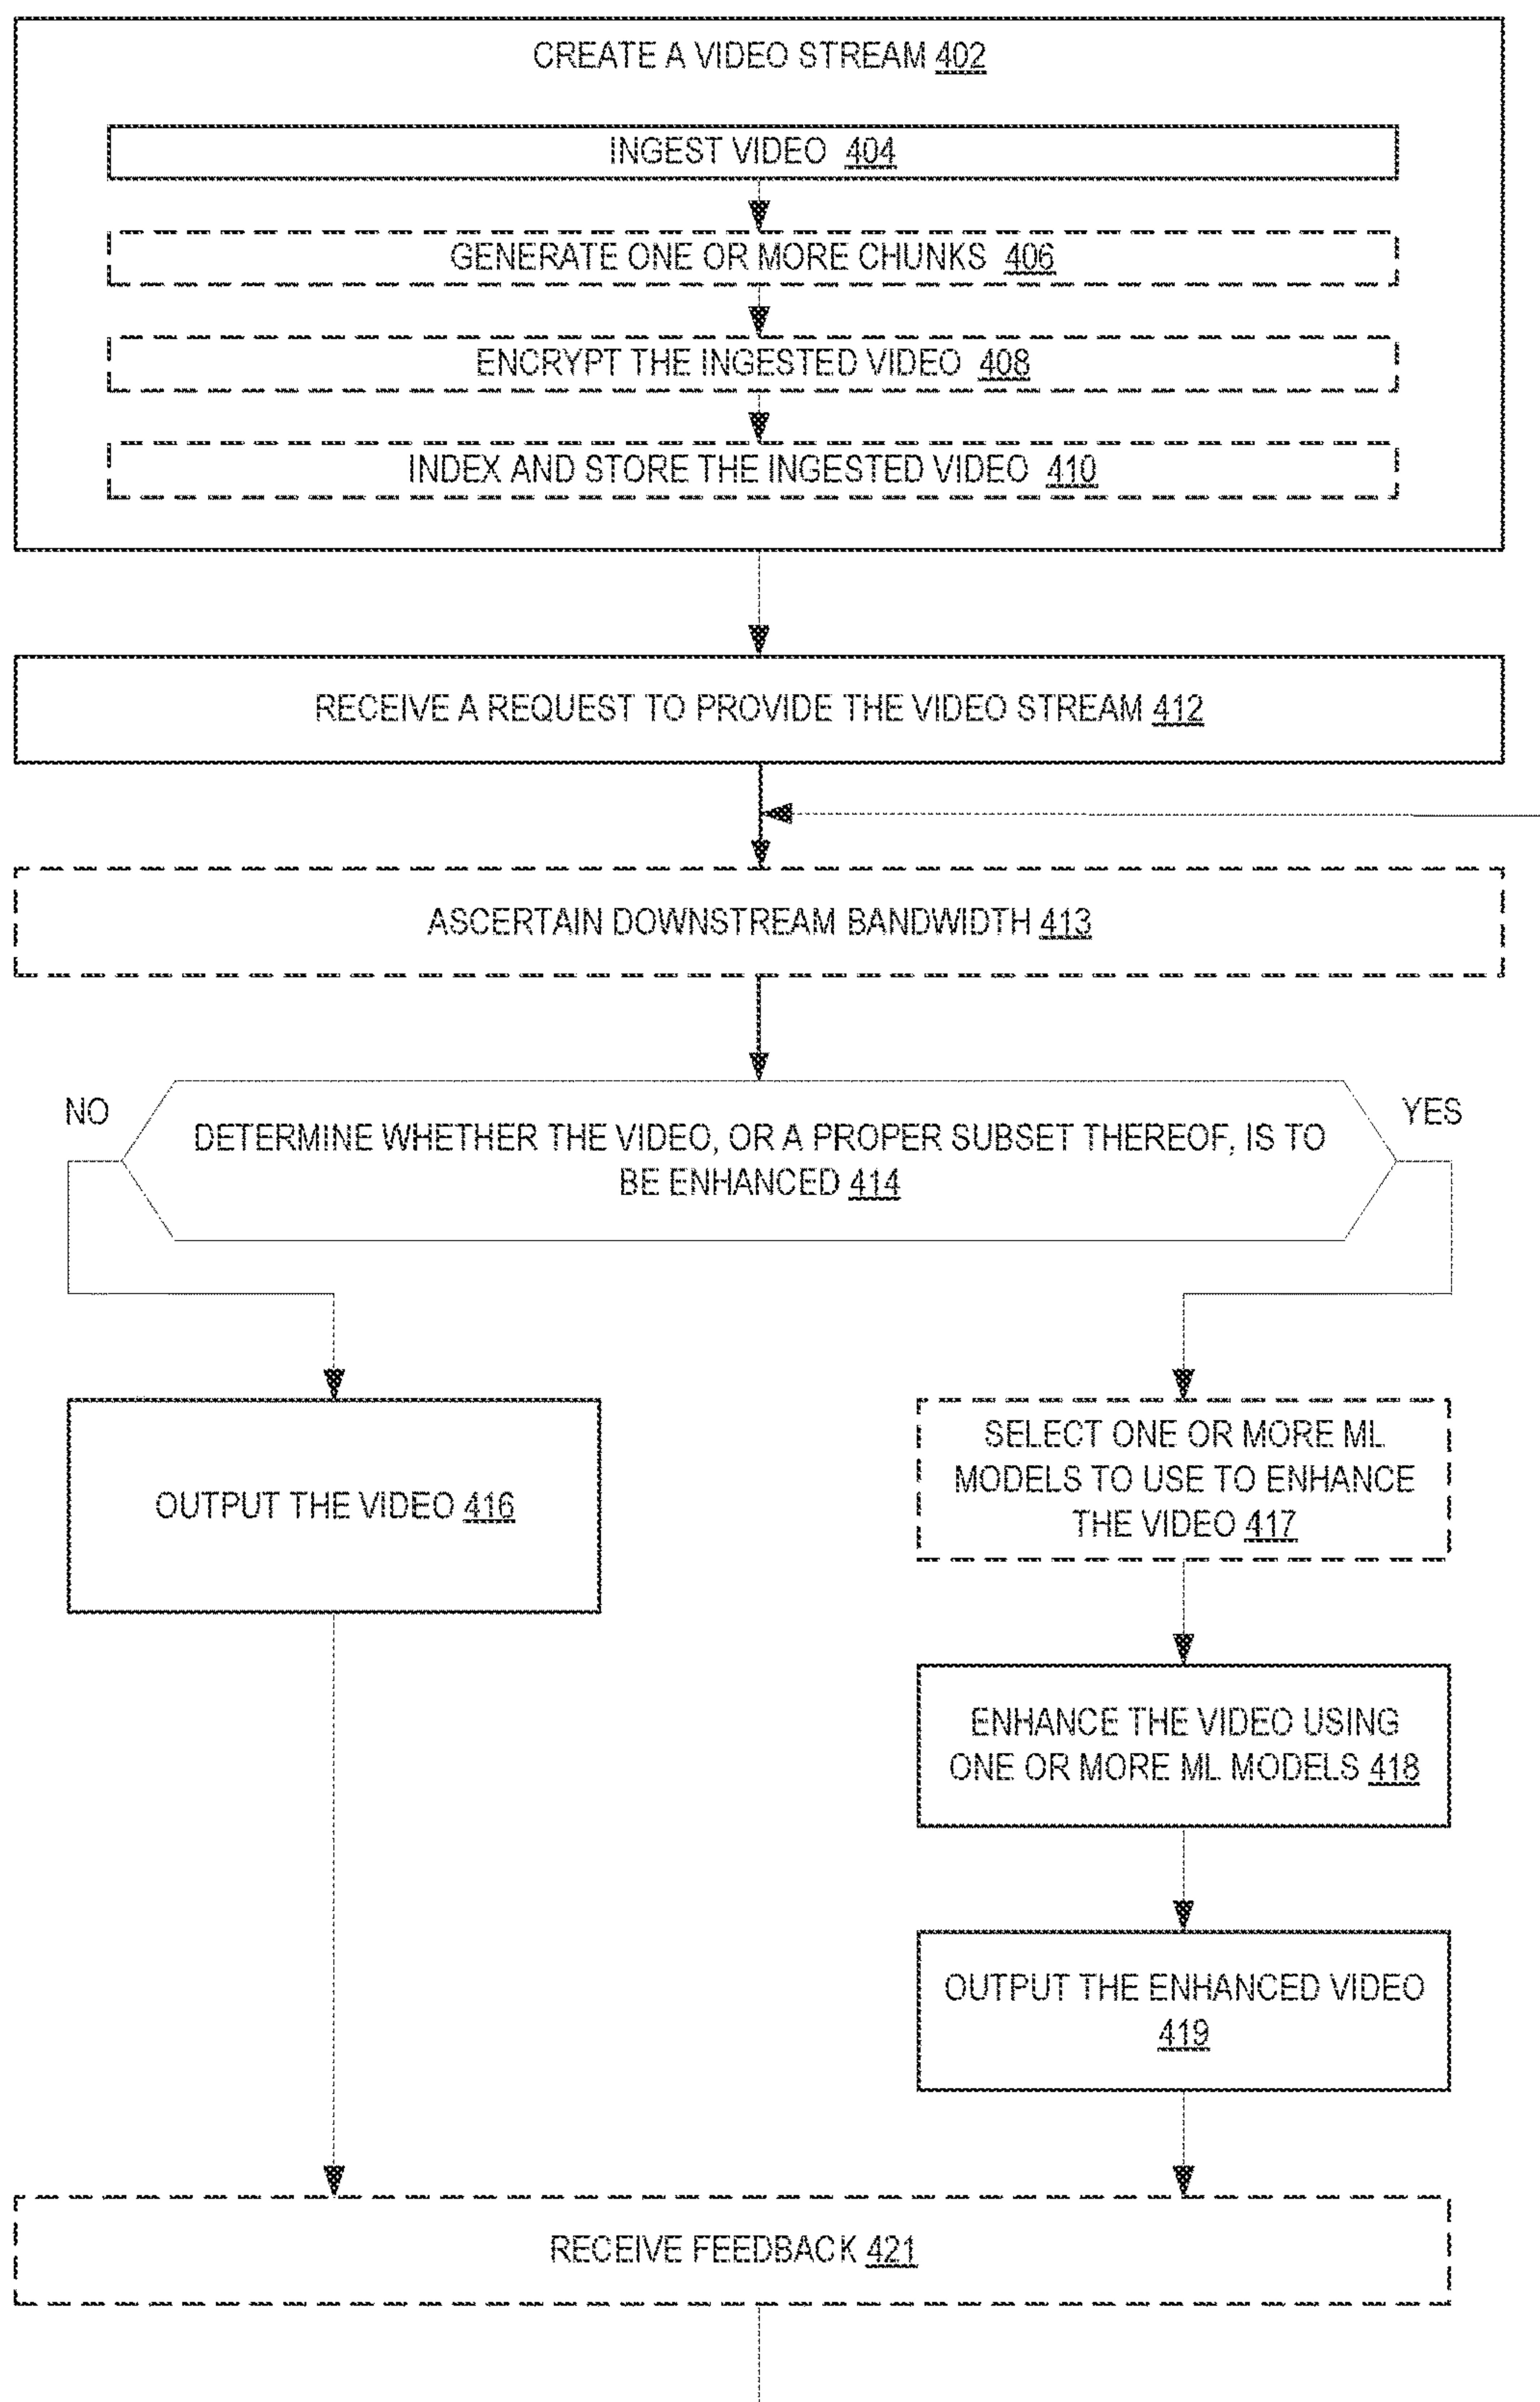 CREATE A VIDEO STREAM 402
INGEST VIDEO 404
GENERATE ONE OR MORE CHUNKS 406
ENCRYPT THE INGESTED VIDEO 408
INDEX AND STORE THE INGESTED VIDEO 410
RECEIVE A REQUEST TO PROVIDE THE VIDEO STREAM 412
ASCERTAIN DOWNSTREAM BANDWIDTH 413
NO
YES
DETERMINE WHETHER THE VIDEO, OR A PROPER SUBSET THEREOF, IS TO
BE ENHANCED 414
OUTPUT THE VIDEO 416
SELECT ONE OR MORE ML
MODELS TO USE TO ENHANCE
THE VIDEO 417
ENHANCE THE VIDEO USING
ONE OR MORE ML MODELS 418
OUTPUT THE ENHANCED VIDEO
419
RECEIVE FEEDBACK 421